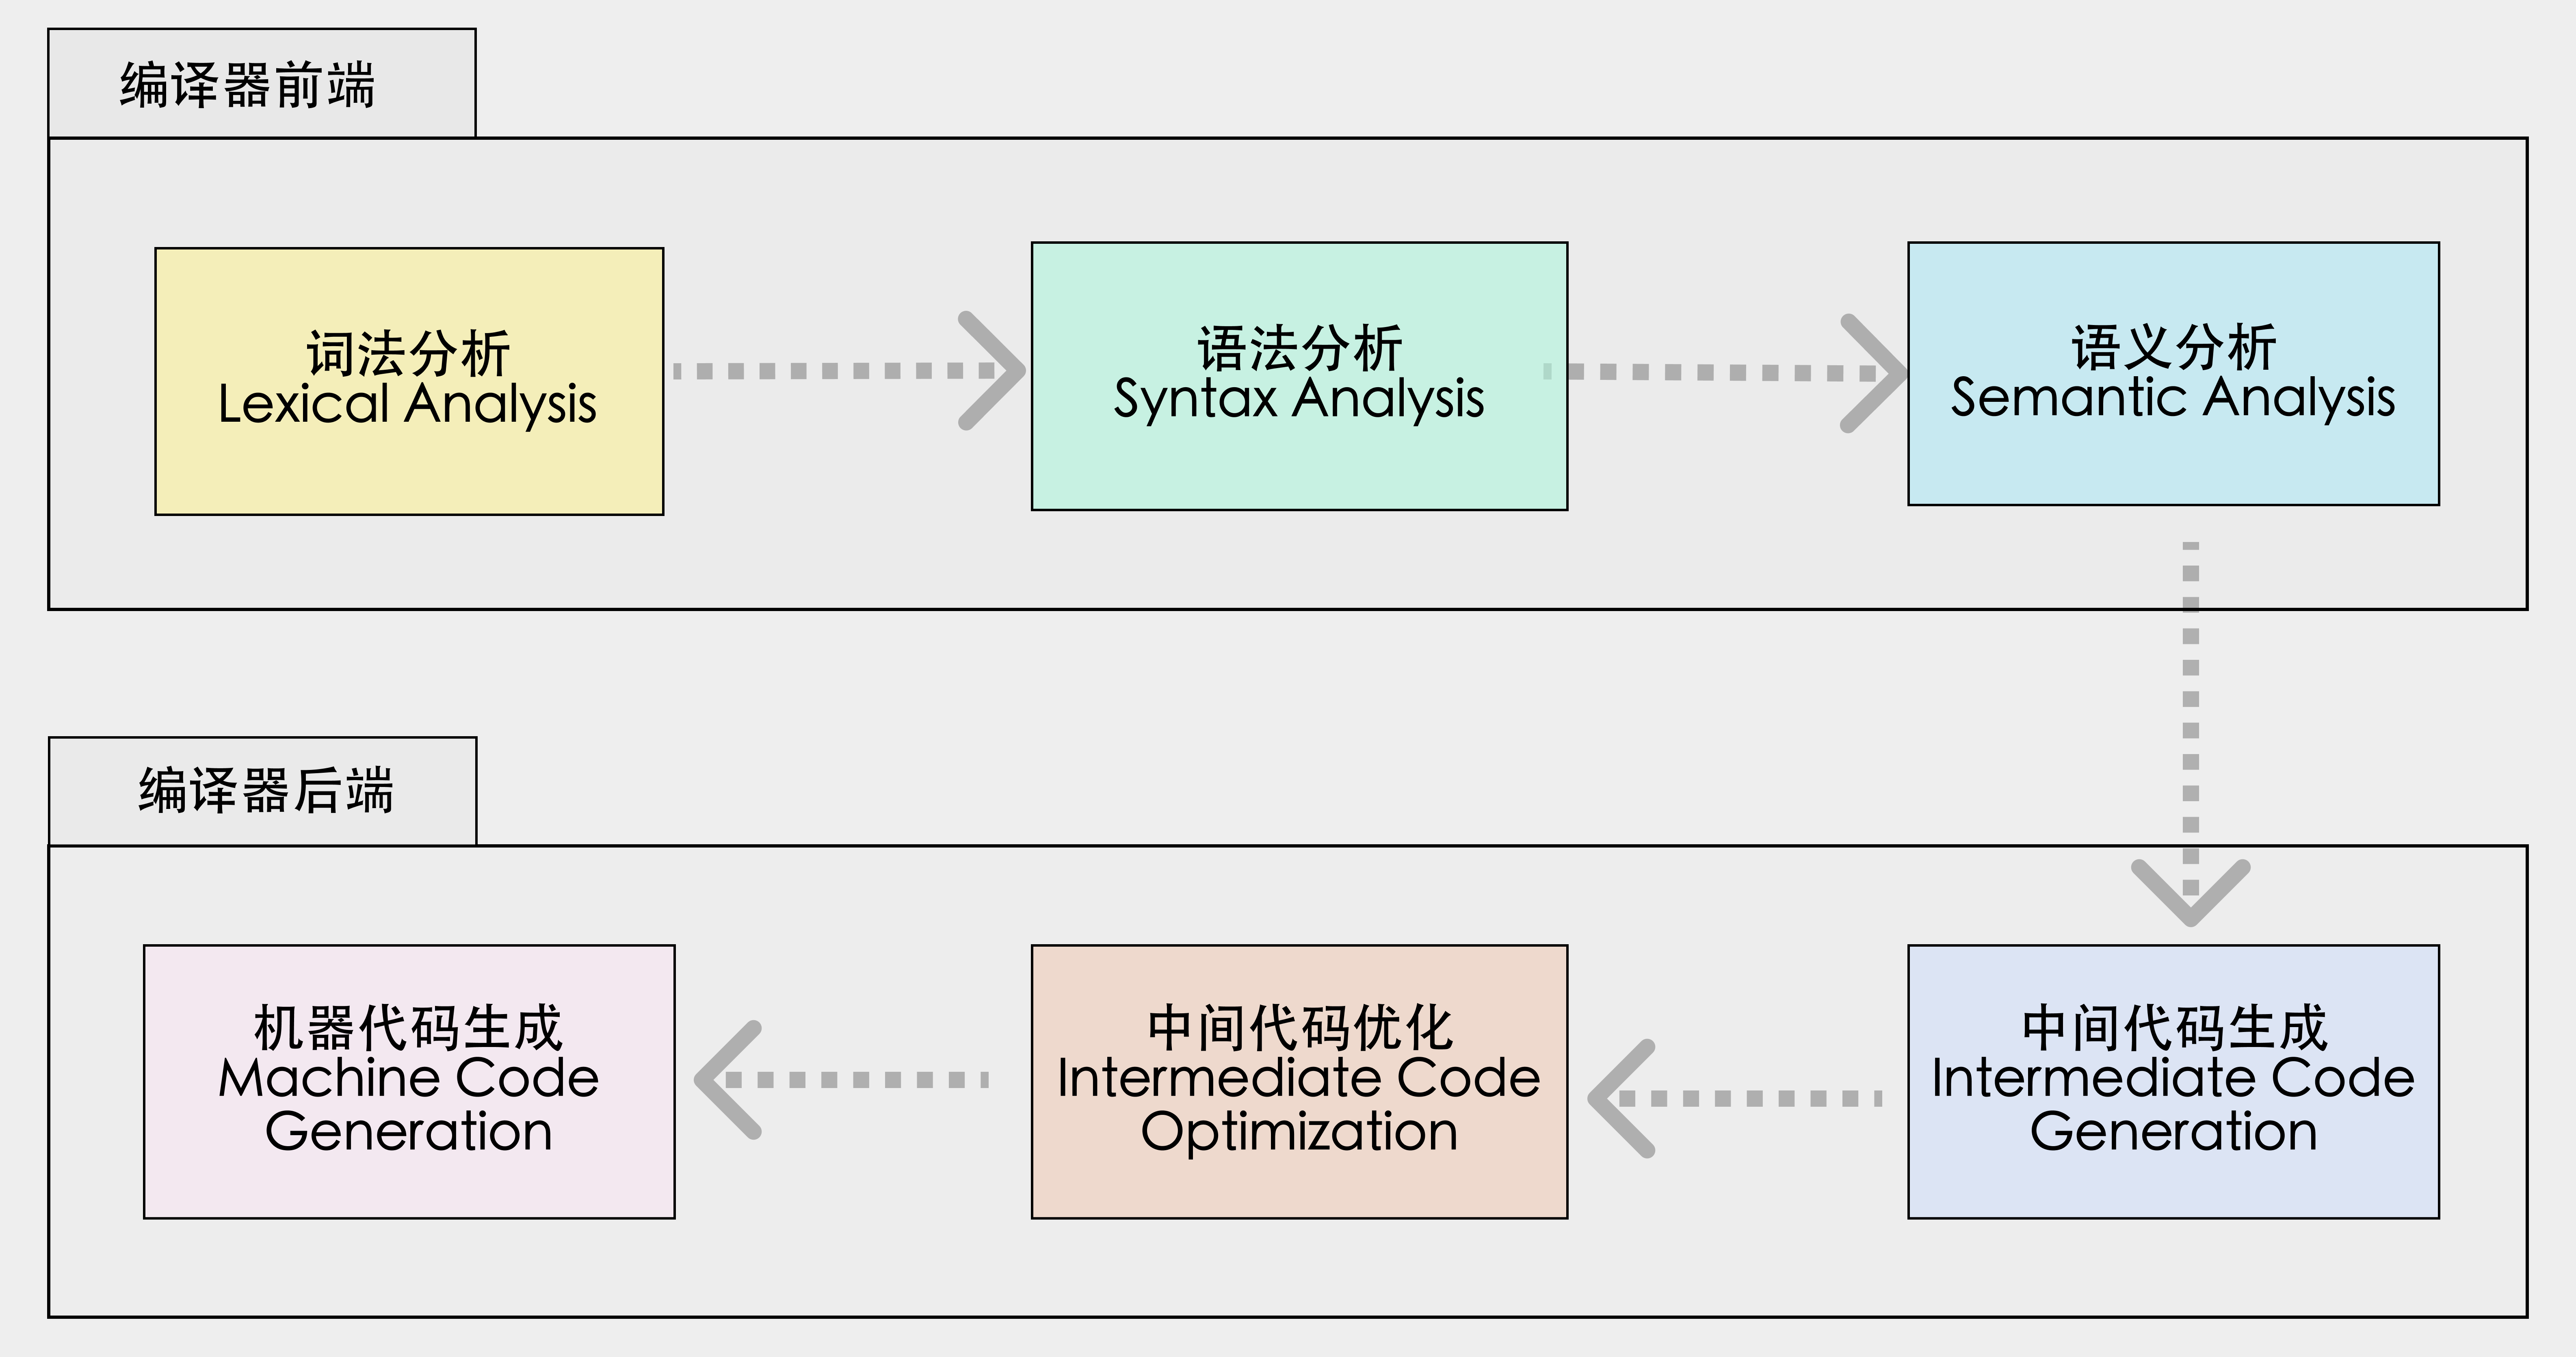 编译器前端
词法分析
Lexical Analysis
语法分析
Syntax Analysis
语义分析
Semantic Analysis
编译器后端
机器代码生成
Machine Code
Generation
中间代码优化
Intermediate Code
Optimization
中间代码生成
Intermediate Code
Generation